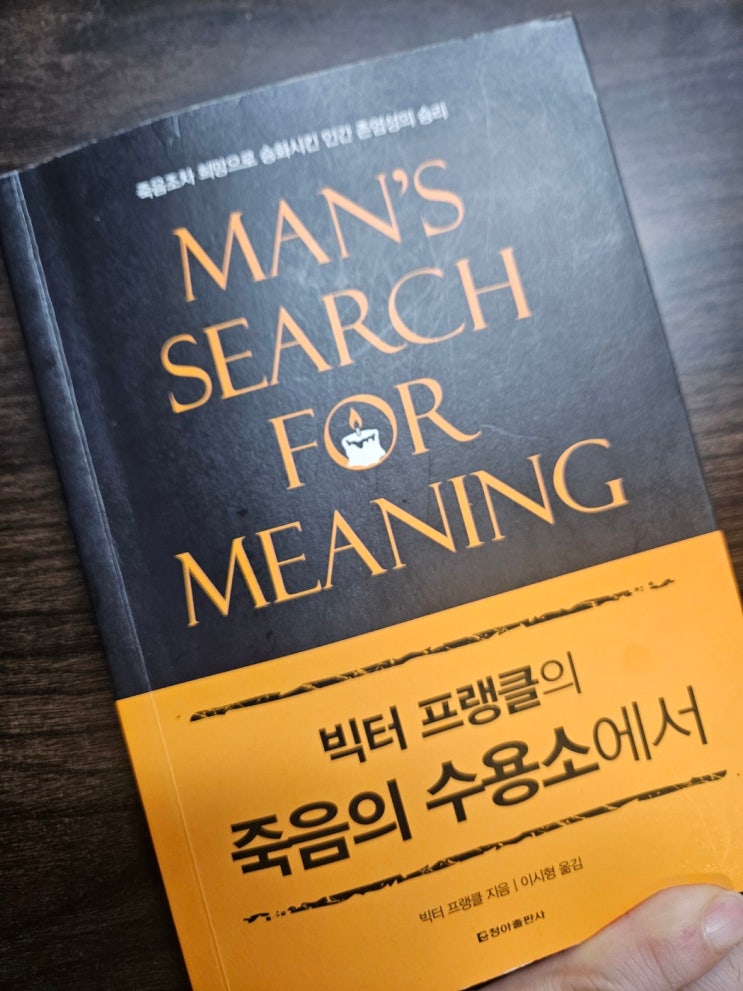 죽음조차 희망으로 승화시킨 인간 존엄성의 승리
MAN'S
SEARCH
FOR
MEANING
빅터 프랭클의
죽음의 수용소에서
빅터 프랭클 지음 | 이시형 옮김
청아출판사